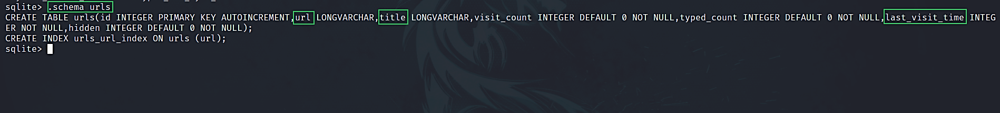 sqlite> .schema urls
CREATE TABLE urls(id INTEGER PRIMARY KEY AUTOINCREMENT,url LONGVARCHAR,title LONGVARCHAR,visit_count INTEGER DEFAULT 0 NOT NULL,typed_count INTEGER DEFAULT 0 NOT NULL,last_visit_time INTEG
ER NOT NULL,hidden INTEGER DEFAULT 0 NOT NULL);
CREATE INDEX urls_url_index ON urls (url);
sqlite>